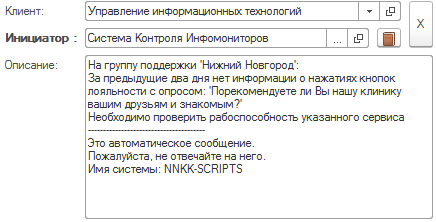 Клиент: Управление информационных технологий
Инициатор : Система Контроля Инфомониторов ...
X
Описание: На группу поддержки 'Нижний Новгород':
За предыдущие два дня нет информации о нажатиях кнопок
лояльности с опросом: 'Порекомендуете ли Вы нашу клинику
вашим друзьям и знакомым?'
Необходимо проверить рабоспособность указанного сервиса
---------------------------------------
Это автоматическое сообщение.
Пожалуйста, не отвечайте на него.
Имя системы: NNKK-SCRIPTS